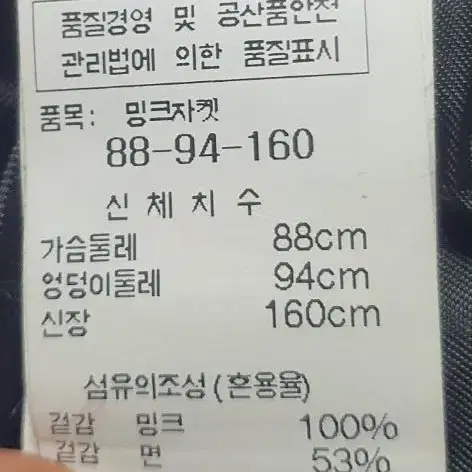 품질경영 및 공산품안전
관리법에 의한 품질표시
품목: 밍크자켓
88-94-160
신 체 치 수
가슴둘레 88cm
엉덩이둘레 94cm
신장 160cm
섬유의조성(혼용율)
겉감 밍크 100%
겉감 면 53%